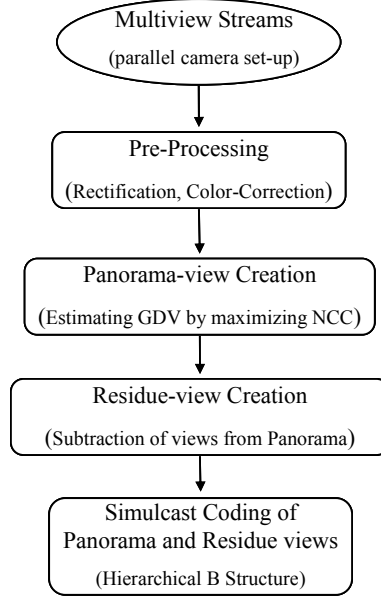 Multiview Streams
(parallel camera set-up)
Pre-Processing
(Rectification, Color-Correction)
Panorama-view Creation
(Estimating GDV by maximizing NCC)
Residue-view Creation
(Subtraction of views from Panorama)
Simulcast Coding of
Panorama and Residue views
(Hierarchical B Structure)